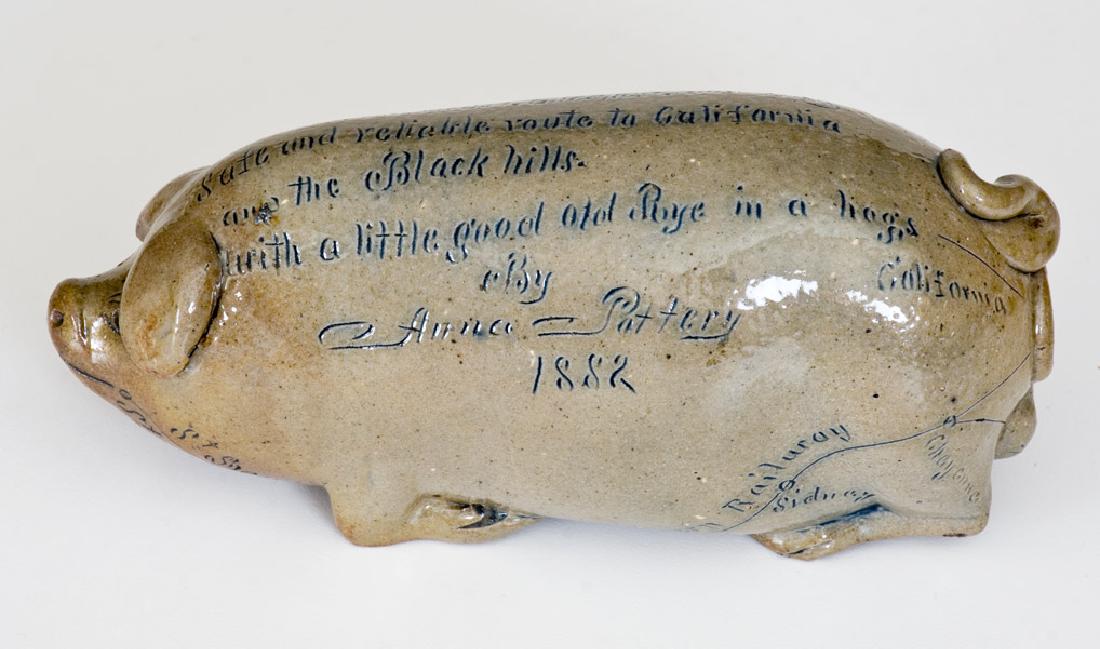 safe and reliable route to California
and the Black hills.
with a little good old Rye in a hogs
By
Anna Pottery
1882
California
Railway
Sidney
Cheyenne